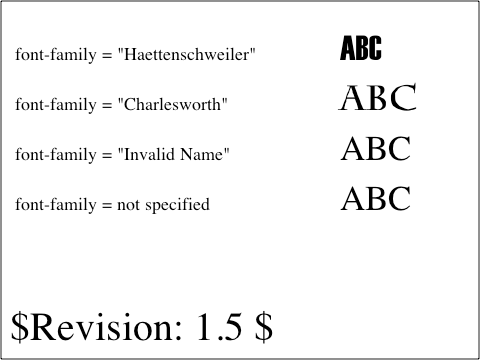 font-family = "Haettenschweiler" ABC
font-family = "Charlesworth" ABC
font-family = "Invalid Name" ABC
font-family = not specified ABC
$Revision: 1.5 $